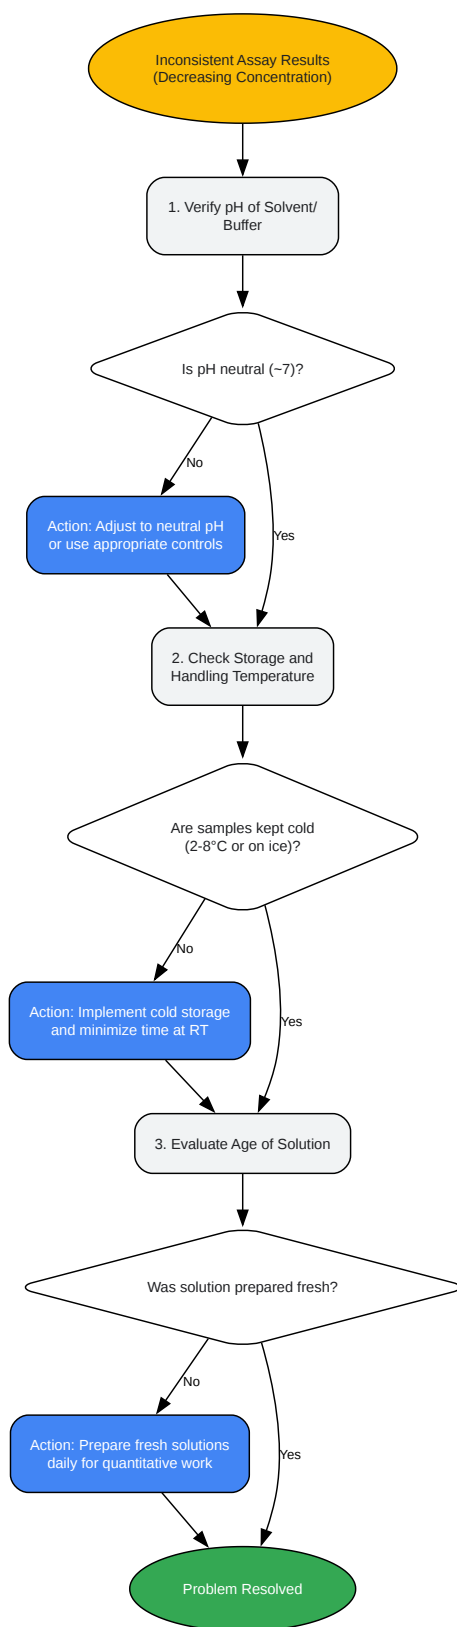 Inconsistent Assay Results
(Decreasing Concentration)
1. Verify pH of Solvent/
Buffer
Is pH neutral (~7)?
No
Action: Adjust to neutral pH
or use appropriate controls
Yes
2. Check Storage and
Handling Temperature
Are samples kept cold
(2-8°C or on ice)?
No
Action: Implement cold storage
and minimize time at RT
Yes
3. Evaluate Age of Solution
Was solution prepared fresh?
No
Action: Prepare fresh solutions
daily for quantitative work
Yes
Problem Resolved